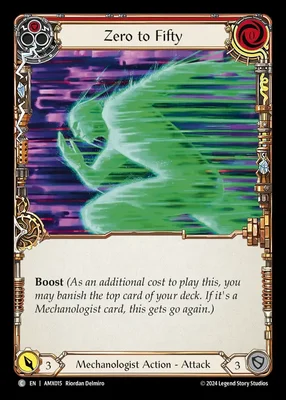 Zero to Fifty
Boost (As an additional cost to play this, you
may banish the top card of your deck. If it's a
Mechanologist card, this gets go again.)
3
Mechanologist Action - Attack
3
C EN | AMX015 Riordan Delmiro
© 2024 Legend Story Studios